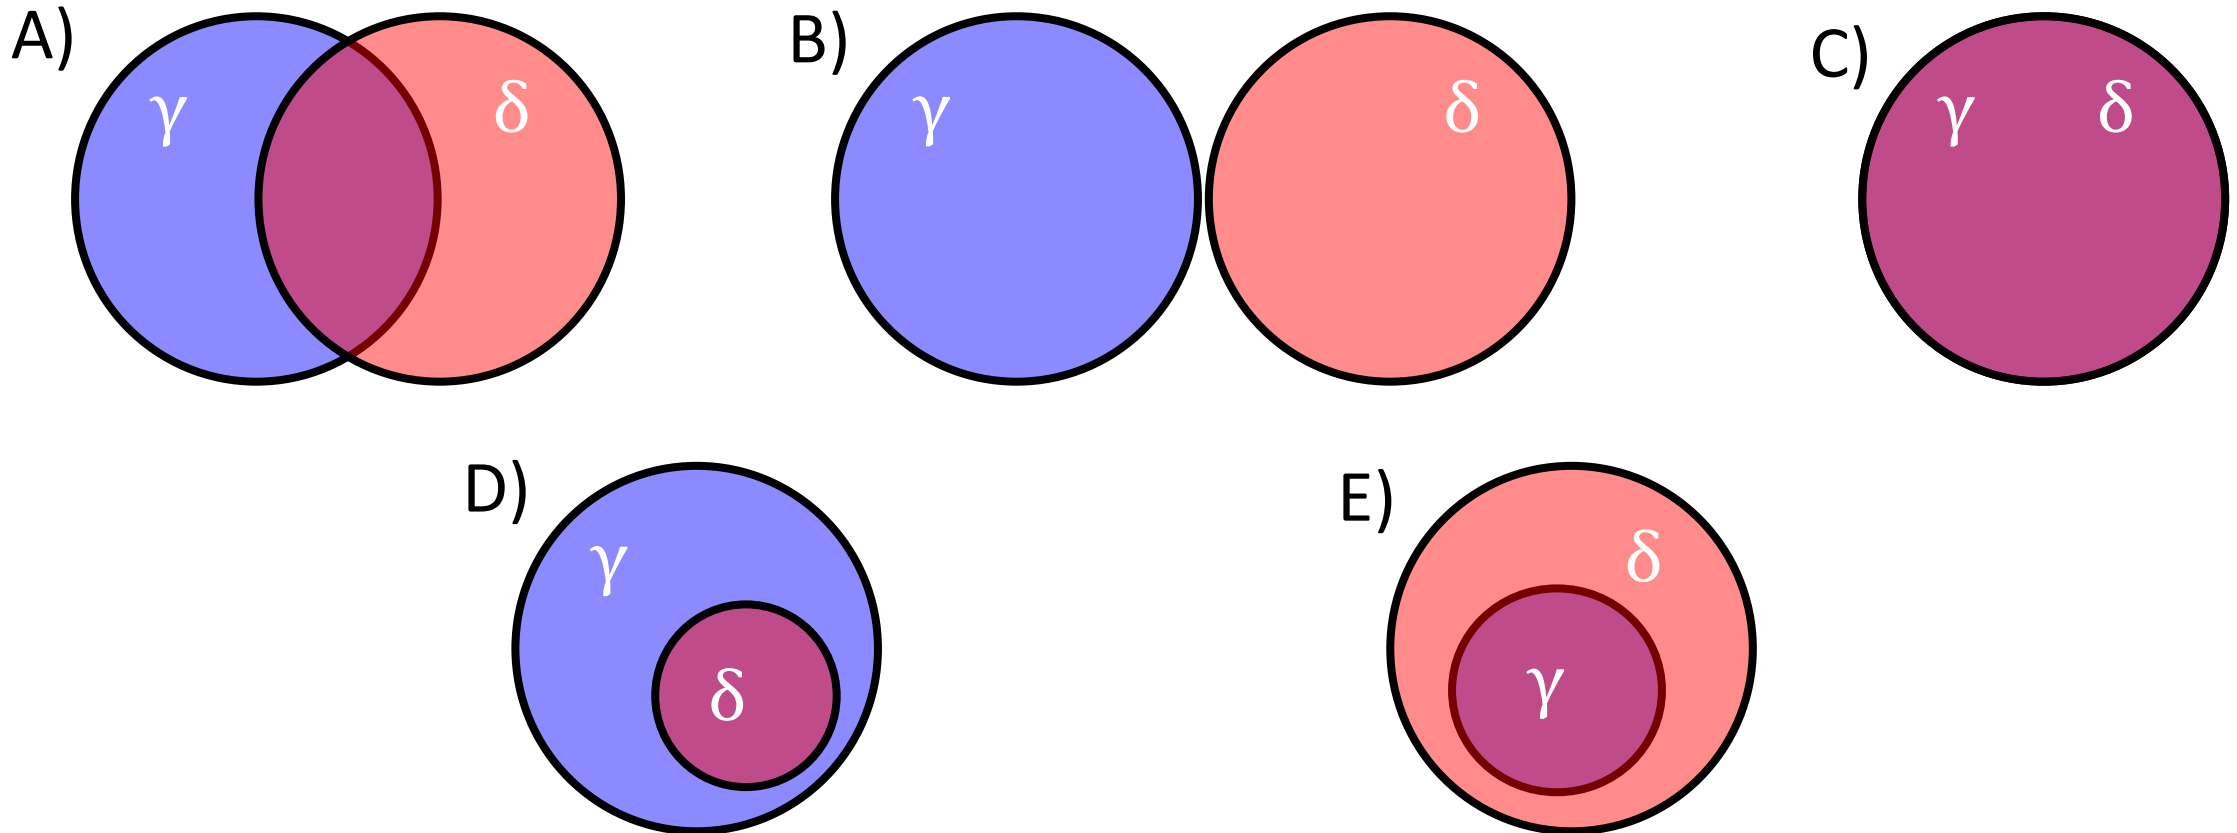 A) γ δ
B) γ δ
C) γ δ
D) γ δ
E) δ γ